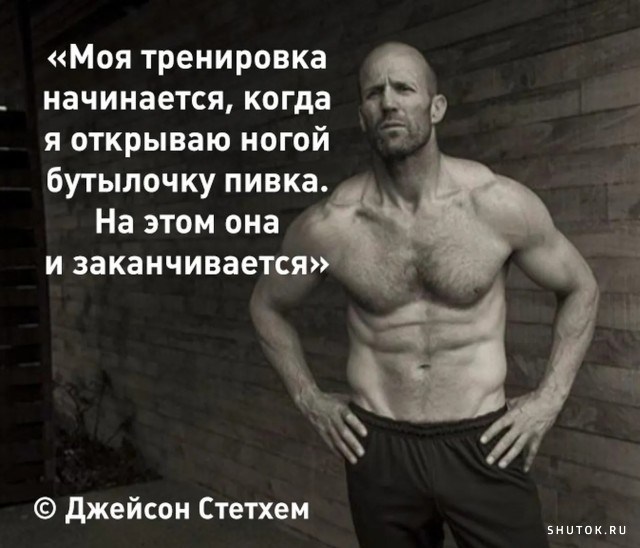 «Моя тренировка
начинается, когда
я открываю ногой
бутылочку пивка.
На этом она
и заканчивается»
© Джейсон Стетхем
SHUTOK.RU